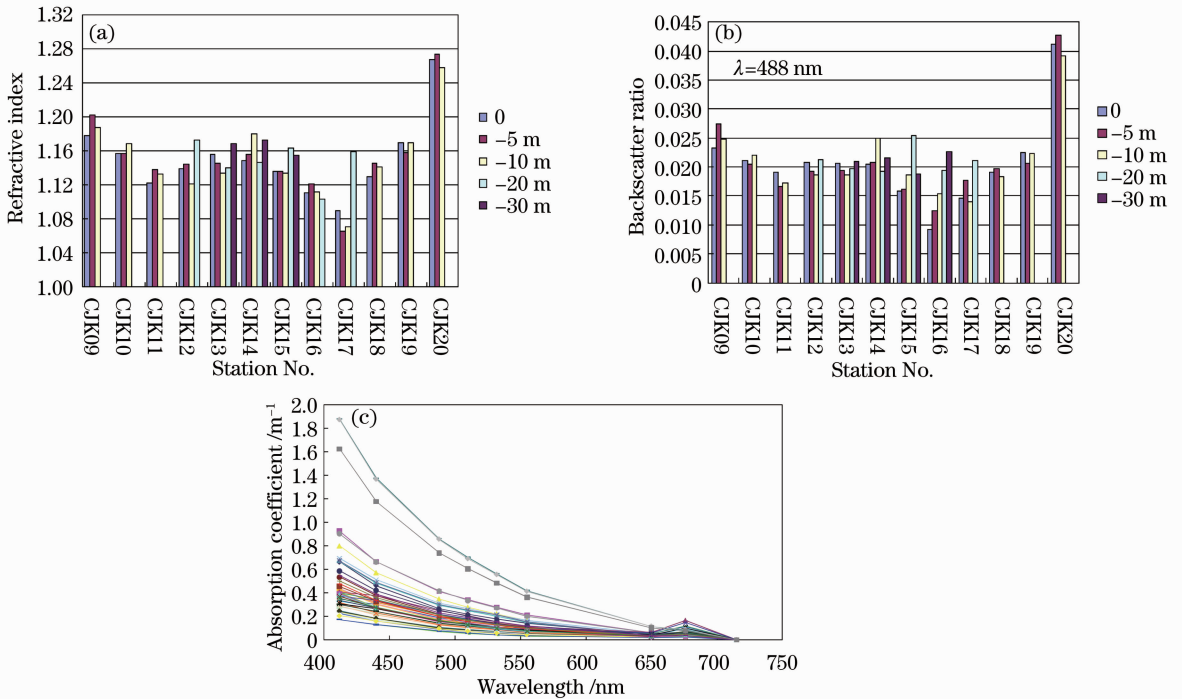 (a)
Refractive index
1.32
1.28
1.24
1.20
1.16
1.12
1.08
1.04
1.00
CJK09
CJK10
CJK11
CJK12
CJK13
CJK14
CJK15
CJK16
CJK17
CJK18
CJK19
CJK20
Station No.
0
−5 m
−10 m
−20 m
−30 m
(b)
λ=488 nm
Backscatter ratio
0.045
0.040
0.035
0.030
0.025
0.020
0.015
0.010
0.005
0
CJK09
CJK10
CJK11
CJK12
CJK13
CJK14
CJK15
CJK16
CJK17
CJK18
CJK19
CJK20
Station No.
0
−5 m
−10 m
−20 m
−30 m
(c)
Absorption coefficient /m⁻¹
2.0
1.8
1.6
1.4
1.2
1.0
0.8
0.6
0.4
0.2
0
400
450
500
550
600
650
700
750
Wavelength /nm